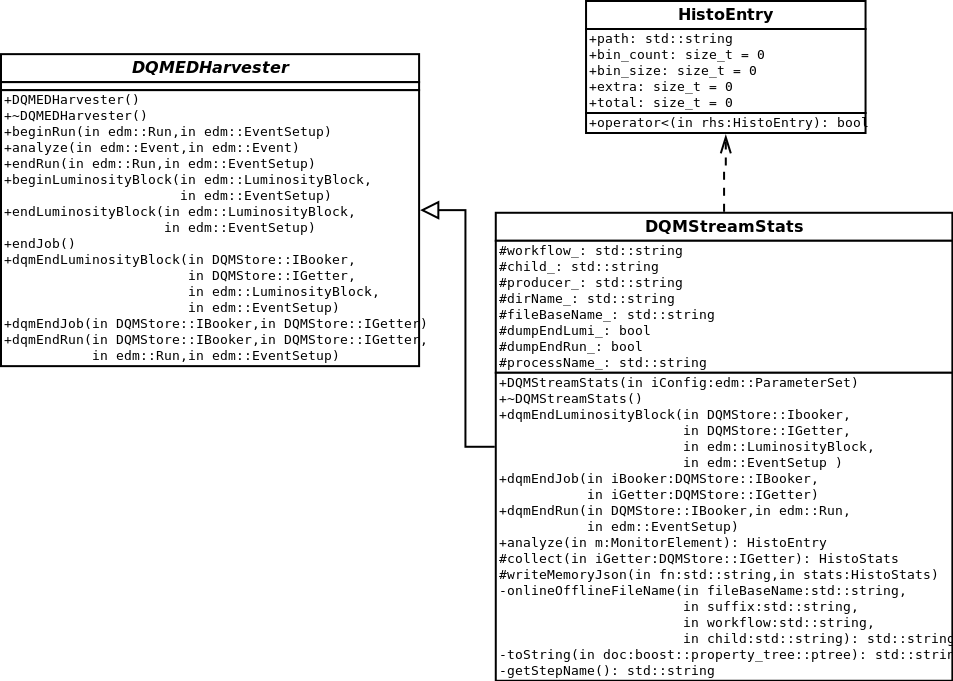 HistoEntry
+path: std::string
+bin_count: size_t = 0
+bin_size: size_t = 0
+extra: size_t = 0
+total: size_t = 0
+operator<(in rhs:HistoEntry): bool
DQMEDHarvester
+DQMEDHarvester()
+~DQMEDHarvester()
+beginRun(in edm::Run,in edm::EventSetup)
+analyze(in edm::Event,in edm::Event)
+endRun(in edm::Run,in edm::EventSetup)
+beginLuminosityBlock(in edm::LuminosityBlock,
in edm::EventSetup)
+endLuminosityBlock(in edm::LuminosityBlock,
in edm::EventSetup)
+endJob()
+dqmEndLuminosityBlock(in DQMStore::IBooker,
in DQMStore::IGetter,
in edm::LuminosityBlock,
in edm::EventSetup)
+dqmEndJob(in DQMStore::IBooker,in DQMStore::IGetter)
+dqmEndRun(in DQMStore::IBooker,in DQMStore::IGetter,
in edm::Run,in edm::EventSetup)
DQMStreamStats
#workflow_: std::string
#child_: std::string
#producer_: std::string
#dirName_: std::string
#fileBaseName_: std::string
#dumpEndLumi_: bool
#dumpEndRun_: bool
#processName_: std::string
+DQMStreamStats(in iConfig:edm::ParameterSet)
+~DQMStreamStats()
+dqmEndLuminosityBlock(in DQMStore::Ibooker,
in DQMStore::IGetter,
in edm::LuminosityBlock,
in edm::EventSetup )
+dqmEndJob(in iBooker:DQMStore::IBooker,
in iGetter:DQMStore::IGetter)
+dqmEndRun(in DQMStore::IBooker,in edm::Run,
in edm::EventSetup)
+analyze(in m:MonitorElement): HistoEntry
#collect(in iGetter:DQMStore::IGetter): HistoStats
#writeMemoryJson(in fn:std::string,in stats:HistoStats)
-onlineOfflineFileName(in fileBaseName:std::string,
in suffix:std::string,
in workflow:std::string,
in child:std::string): std::string
-toString(in doc:boost::property_tree::ptree): std::strin
-getStepName(): std::string